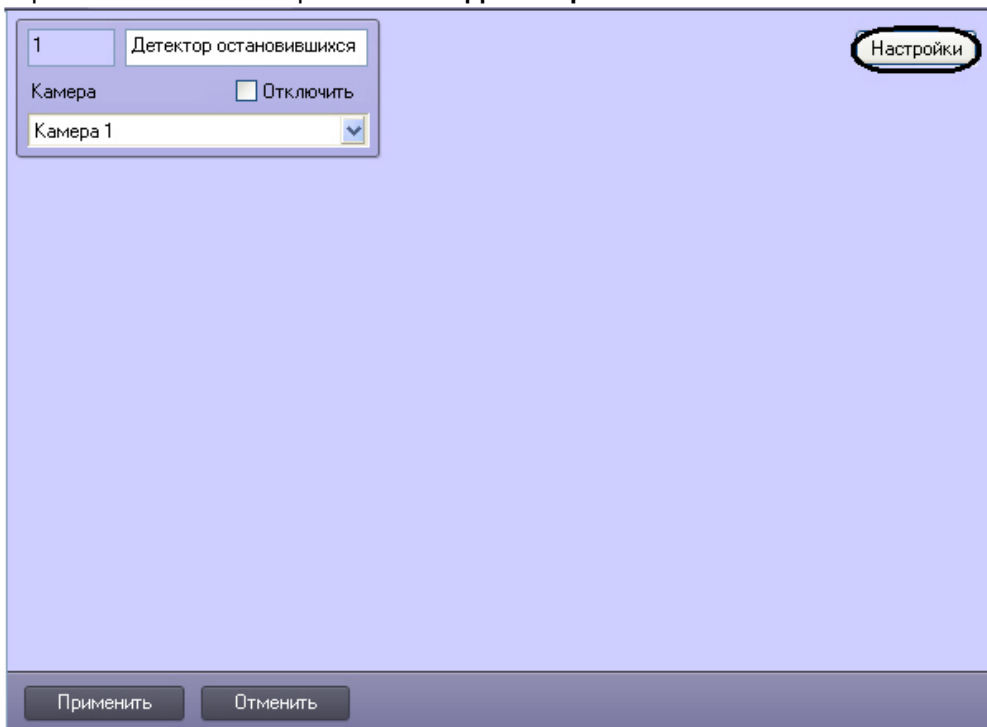 1 Детектор остановившихся
Настройки
Камера Отключить
Камера 1
Применить Отменить